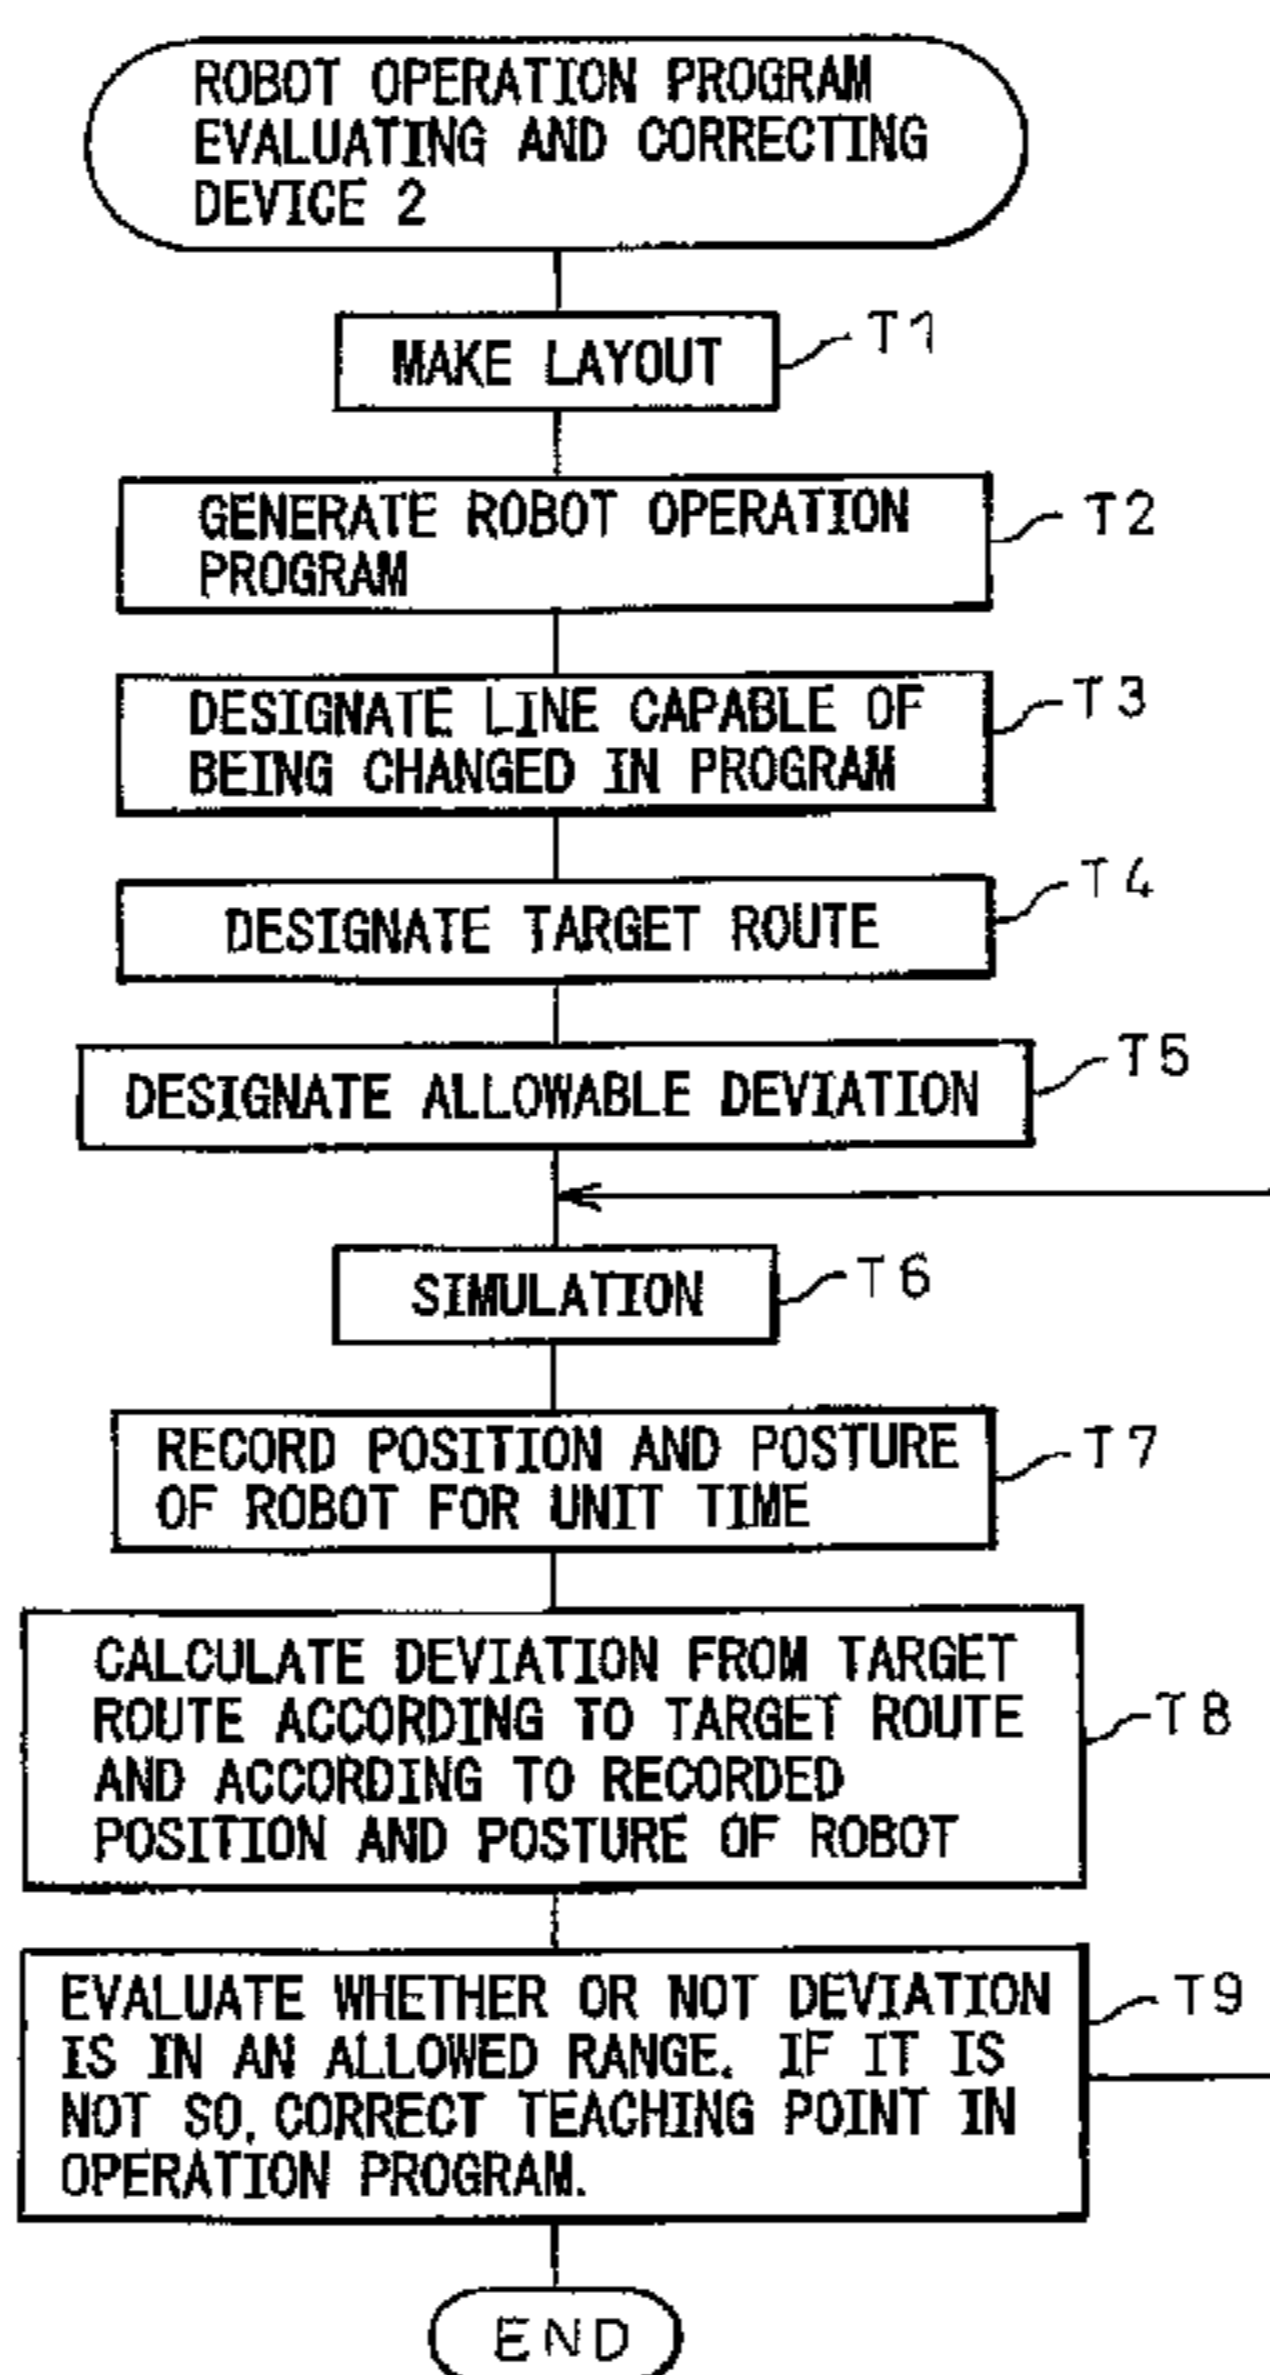 ROBOT OPERATION PROGRAM
EVALUATING AND CORRECTING
DEVICE 2
MAKE LAYOUT
T1
GENERATE ROBOT OPERATION
PROGRAM
T2
DESIGNATE LINE CAPABLE OF
BEING CHANGED IN PROGRAM
T3
DESIGNATE TARGET ROUTE
T4
DESIGNATE ALLOWABLE DEVIATION
T5
SIMULATION
T6
RECORD POSITION AND POSTURE
OF ROBOT FOR UNIT TIME
T7
CALCULATE DEVIATION FROM TARGET
ROUTE ACCORDING TO TARGET ROUTE
AND ACCORDING TO RECORDED
POSITION AND POSTURE OF ROBOT
T8
EVALUATE WHETHER OR NOT DEVIATION
IS IN AN ALLOWED RANGE. IF IT IS
NOT SO, CORRECT TEACHING POINT IN
OPERATION PROGRAM.
T9
END